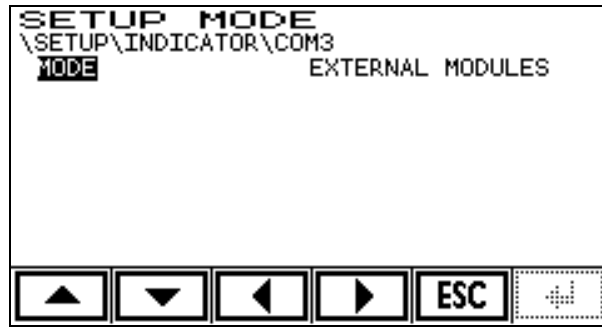 SETUP MODE
\SETUP\INDICATOR\COM3
MODE EXTERNAL MODULES
ESC